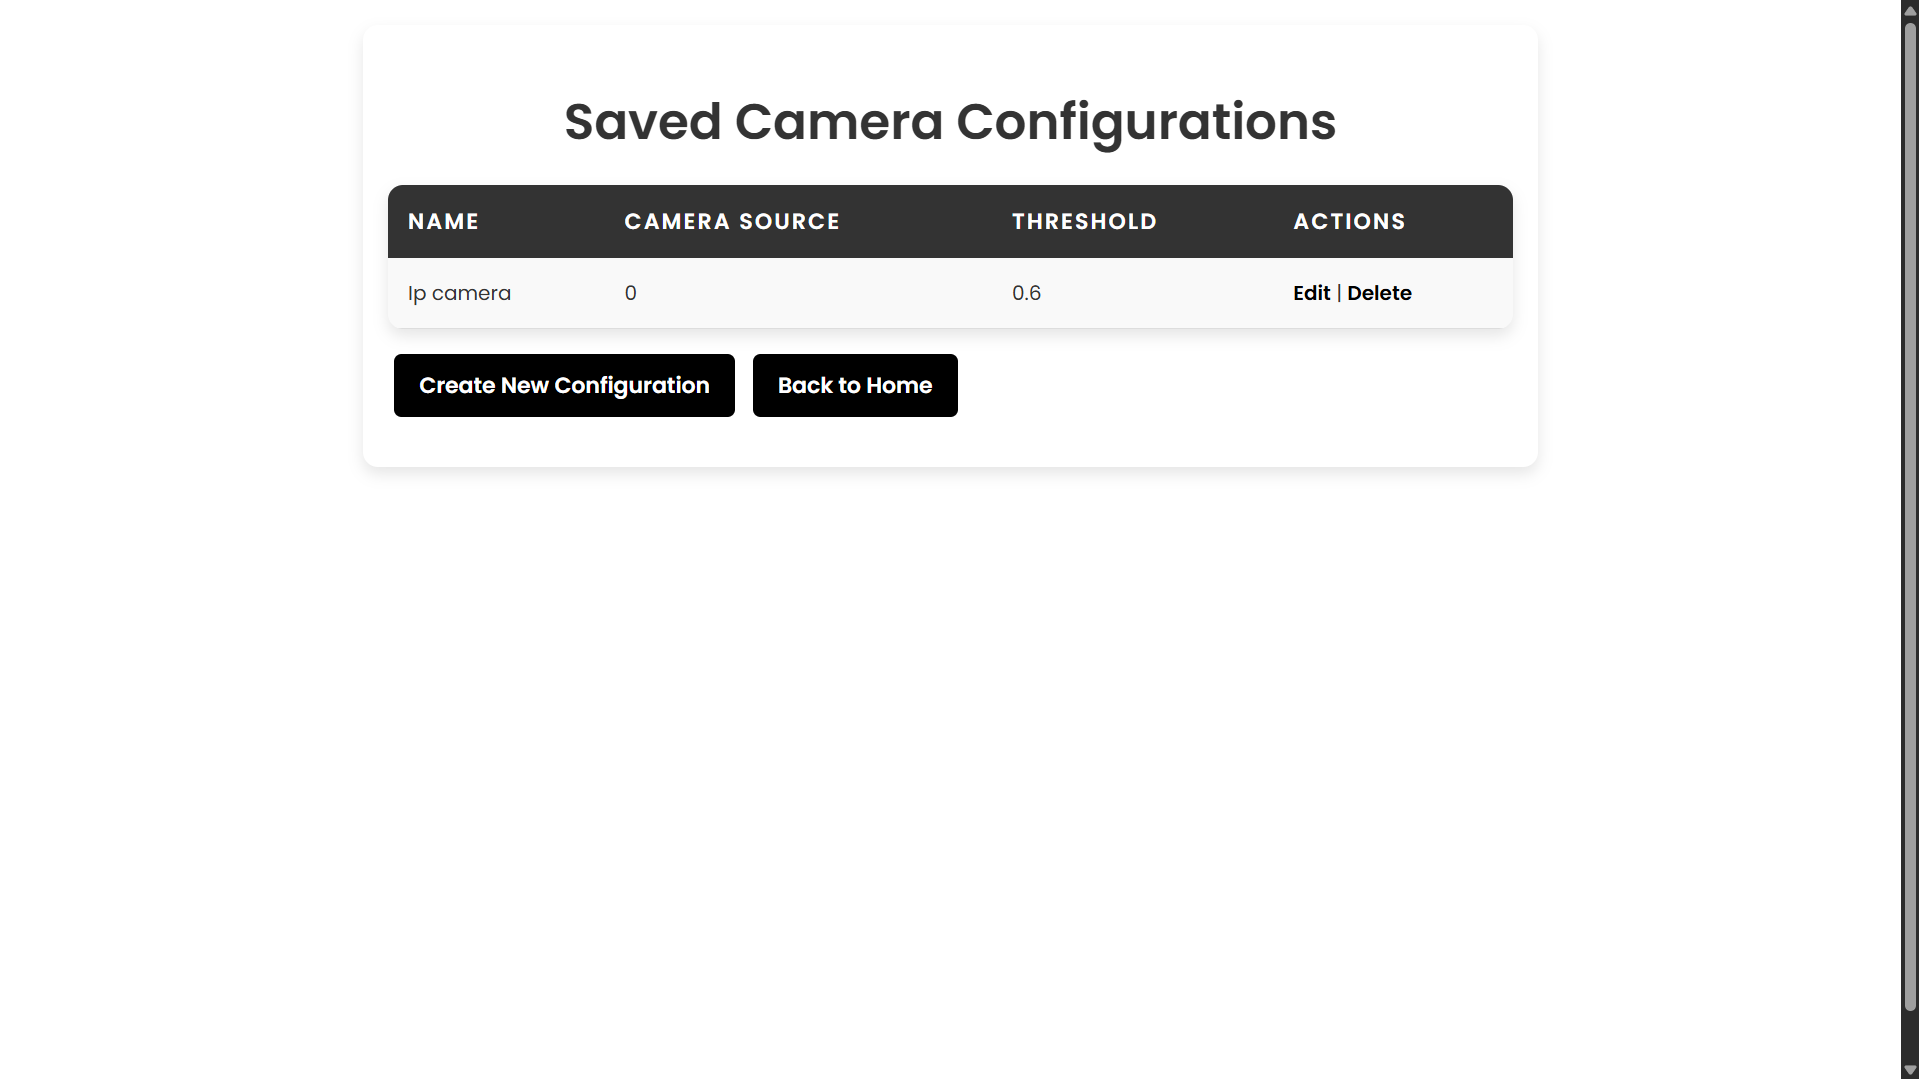 Saved Camera Configurations
NAME CAMERA SOURCE THRESHOLD ACTIONS
Ip camera 0 0.6 Edit | Delete
Create New Configuration Back to Home